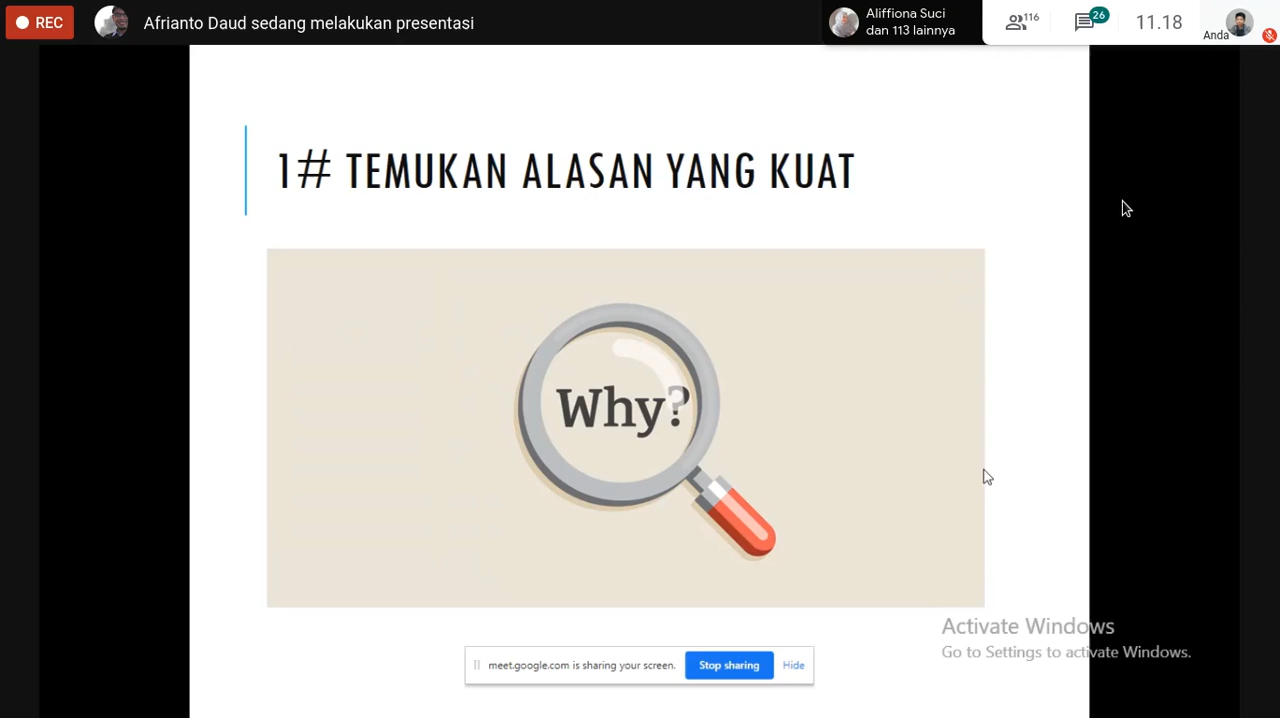 REC
Afrianto Daud sedang melakukan presentasi
Aliffiona Suci
dan 113 lainnya
116
26
11.18
Anda
1# TEMUKAN ALASAN YANG KUAT
Why?
Activate Windows
Go to Settings to activate Windows.
meet.google.com is sharing your screen.
Stop sharing
Hide